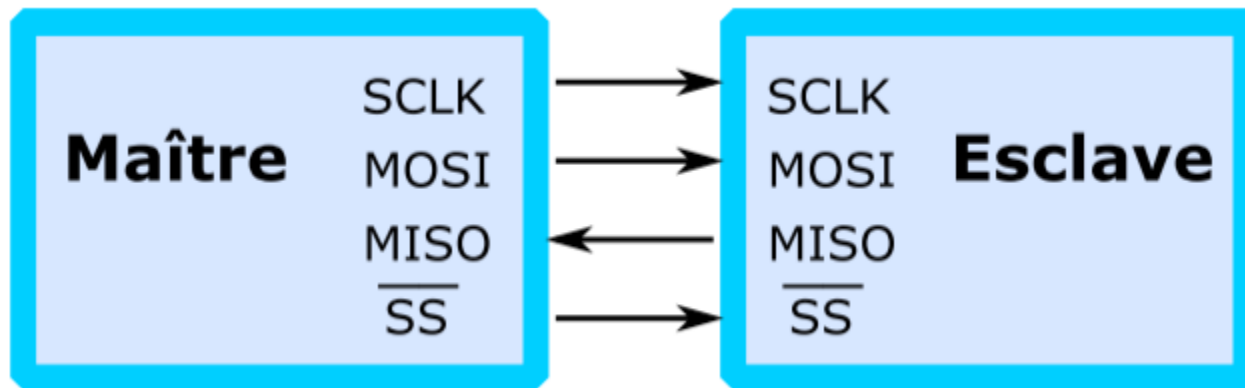 Maître
SCLK
MOSI
MISO
SS
SCLK
MOSI
MISO
SS
Esclave